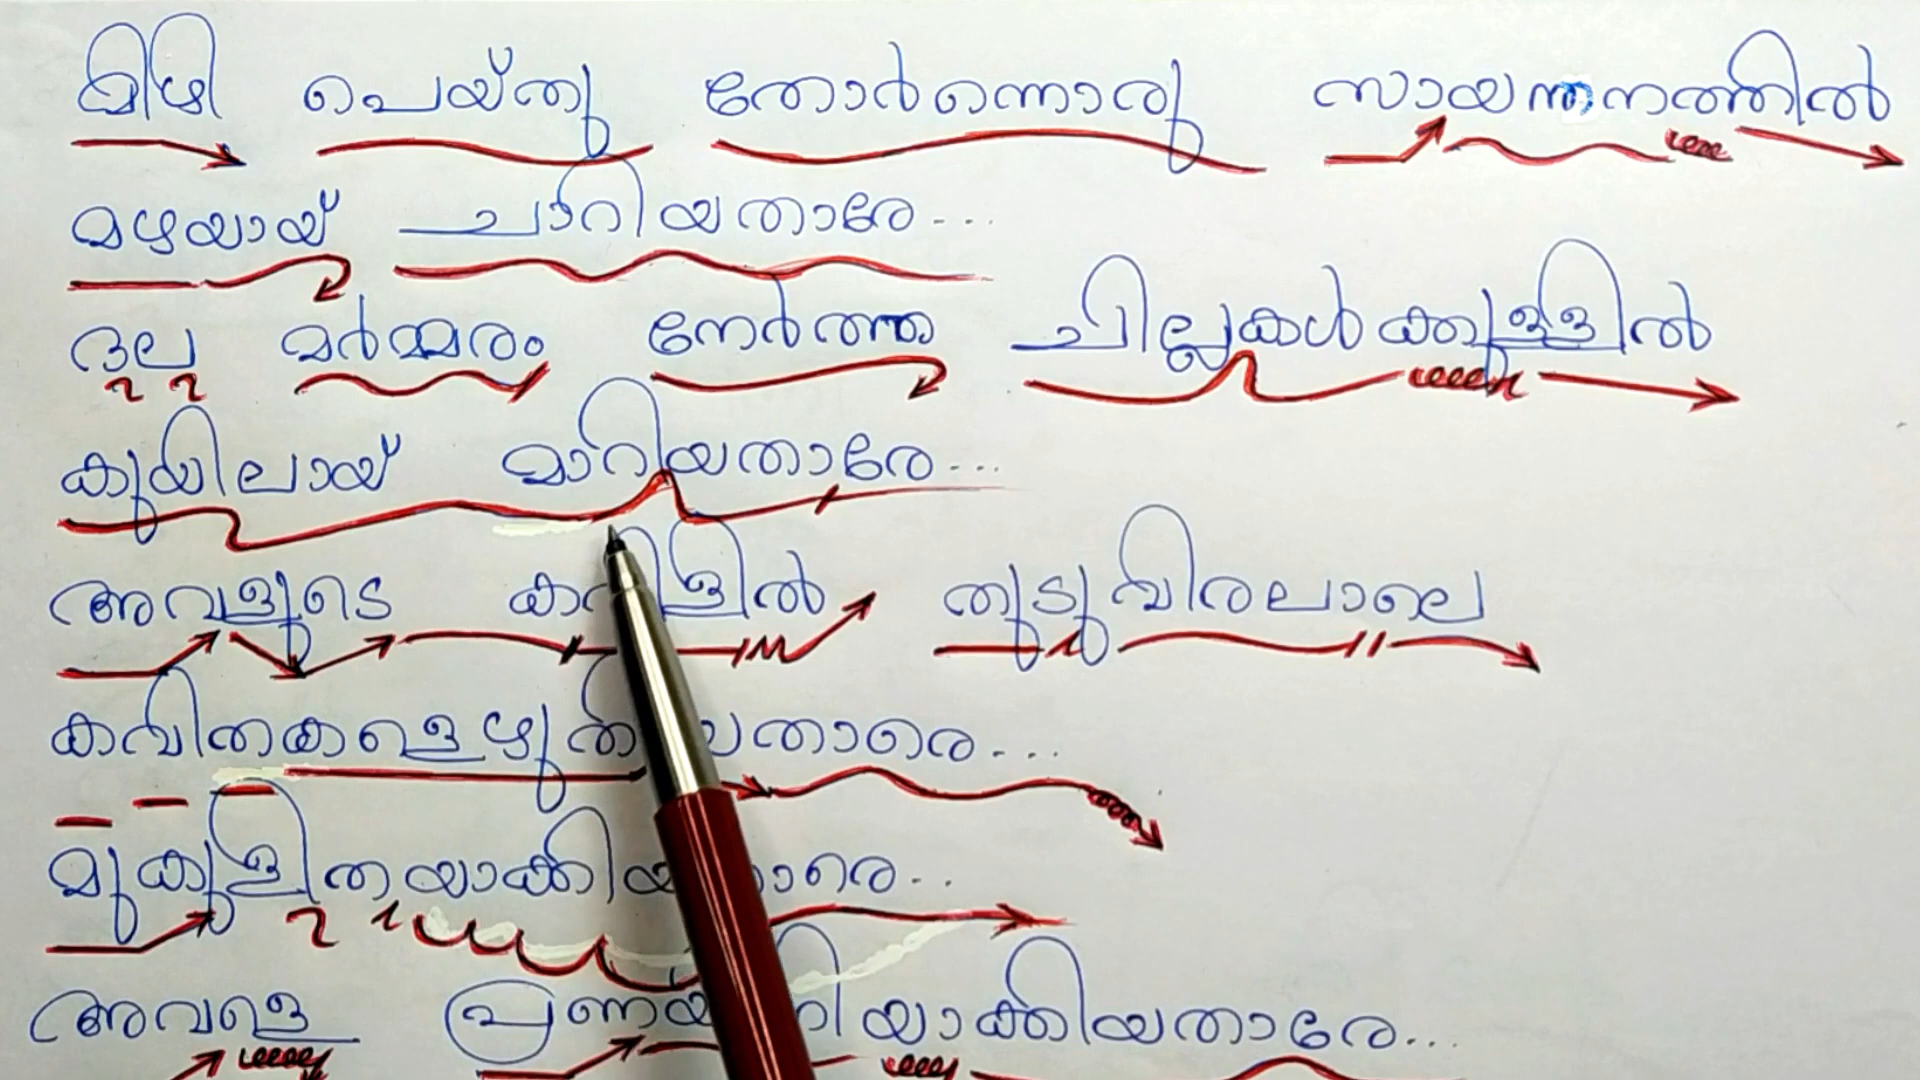 മിഴി പെയ്തു തോർന്നൊരു സായന്തനത്തിൽ
മഴയായ് ചാറിയതാരേ...
ദല മർമ്മരം നേർത്ത ചില്ലകൾക്കുള്ളിൽ
കുയിലായ് മാറിയതാരേ...
അവളുടെ കവിളിൽ തുടുവിരലാലെ
കവിതകളെഴുതിയതാരെ...
മുകുളിതയാക്കിയതാരെ..
അവളെ പ്രണയിനിയാക്കിയതാരേ...